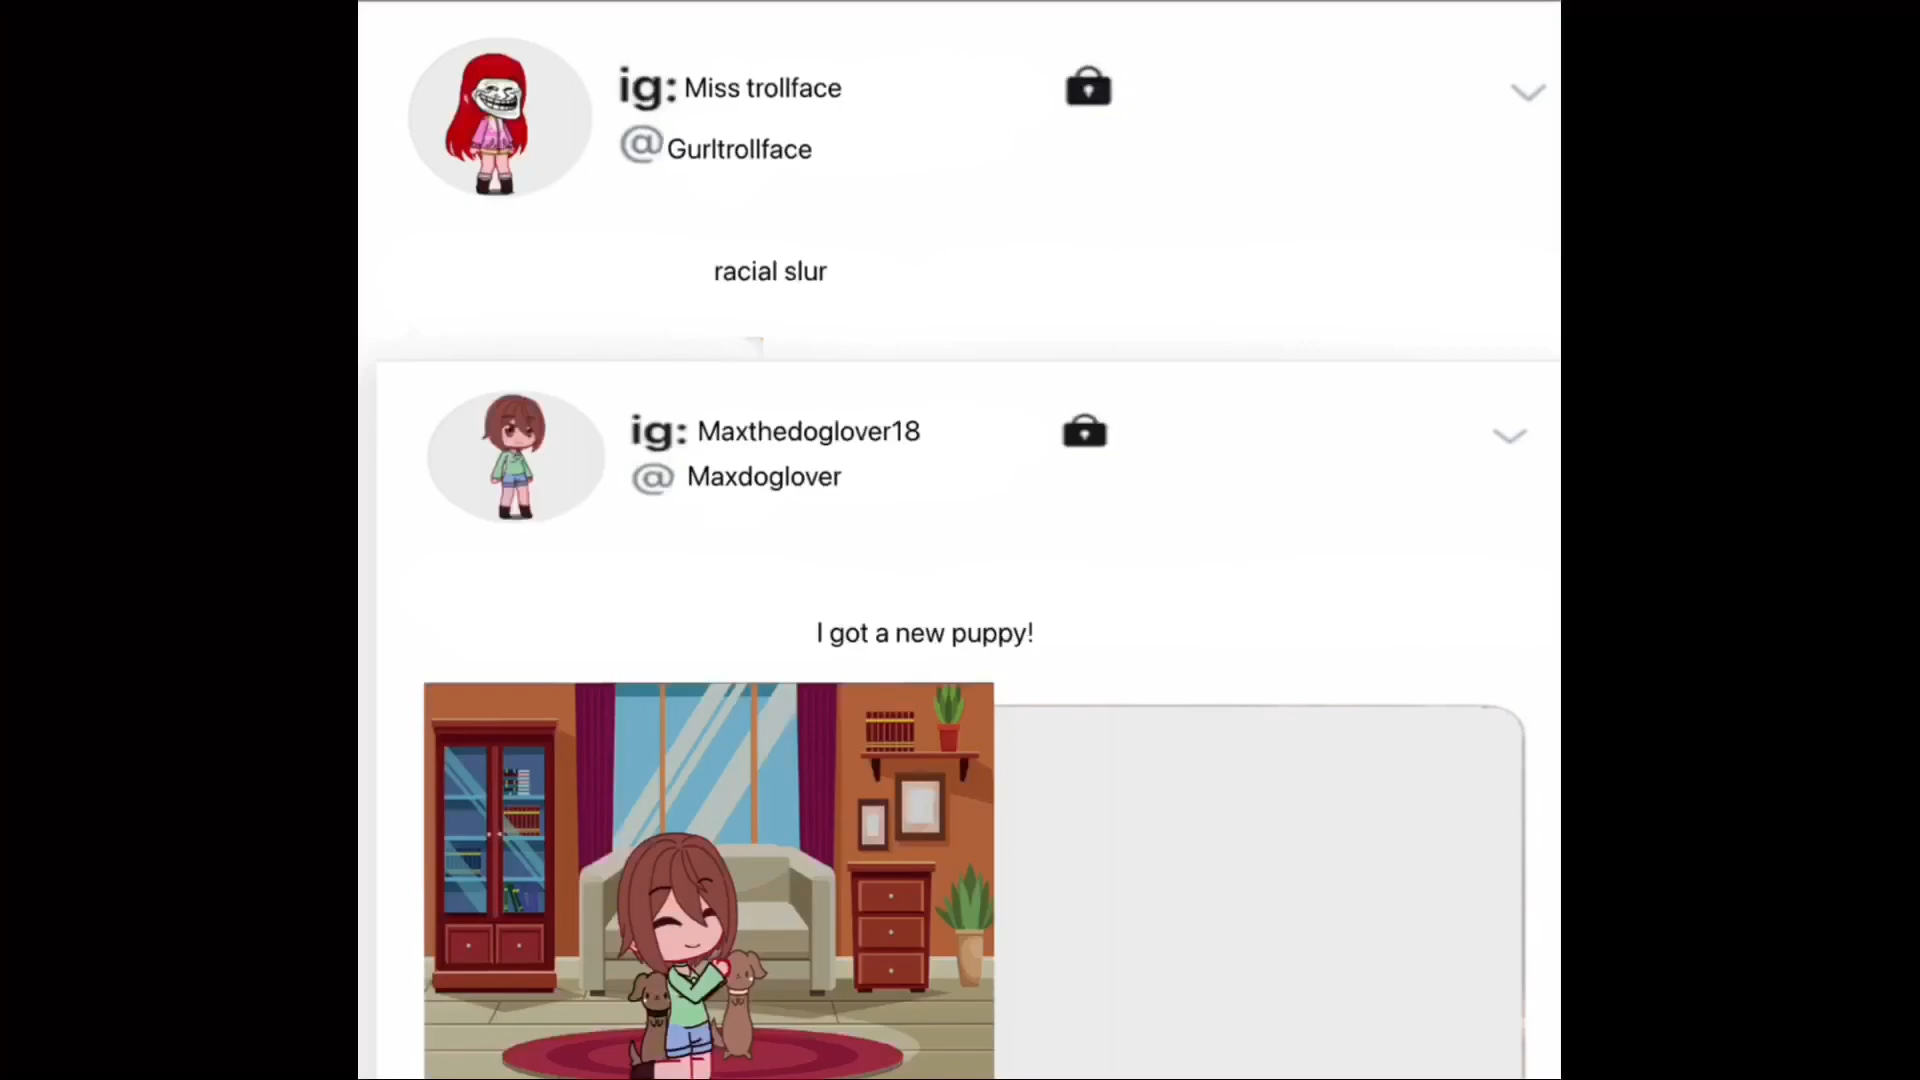 ig: Miss trollface
@Gurltrollface
racial slur
ig: Maxthedoglover18
@ Maxdoglover
I got a new puppy!